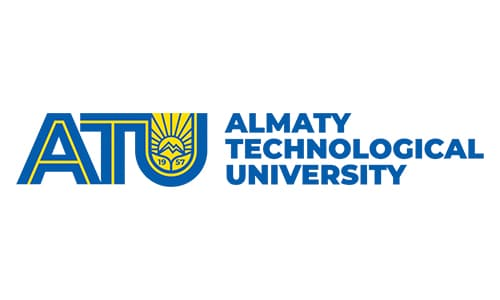 ATU
19 57
ALMATY
TECHNOLOGICAL
UNIVERSITY